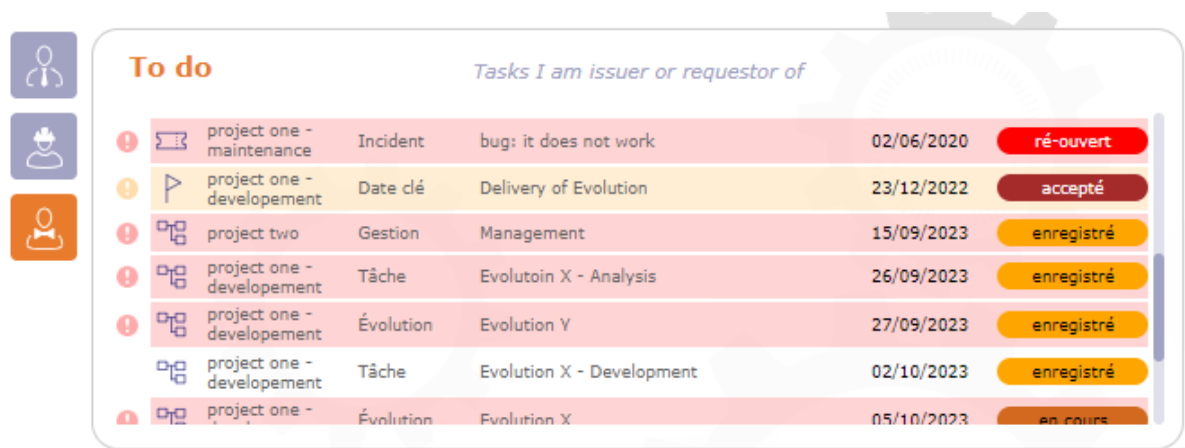 To do
Tasks I am issuer or requestor of
project one - maintenance Incident bug: it does not work 02/06/2020 ré-ouvert
project one - developement Date clé Delivery of Evolution 23/12/2022 accepté
project two Gestion Management 15/09/2023 enregistré
project one - developement Tâche Evolutoin X - Analysis 26/09/2023 enregistré
project one - developement Évolution Evolution Y 27/09/2023 enregistré
project one - developement Tâche Evolution X - Development 02/10/2023 enregistré
project one - Évolution Evolution X 05/10/2023 en cours